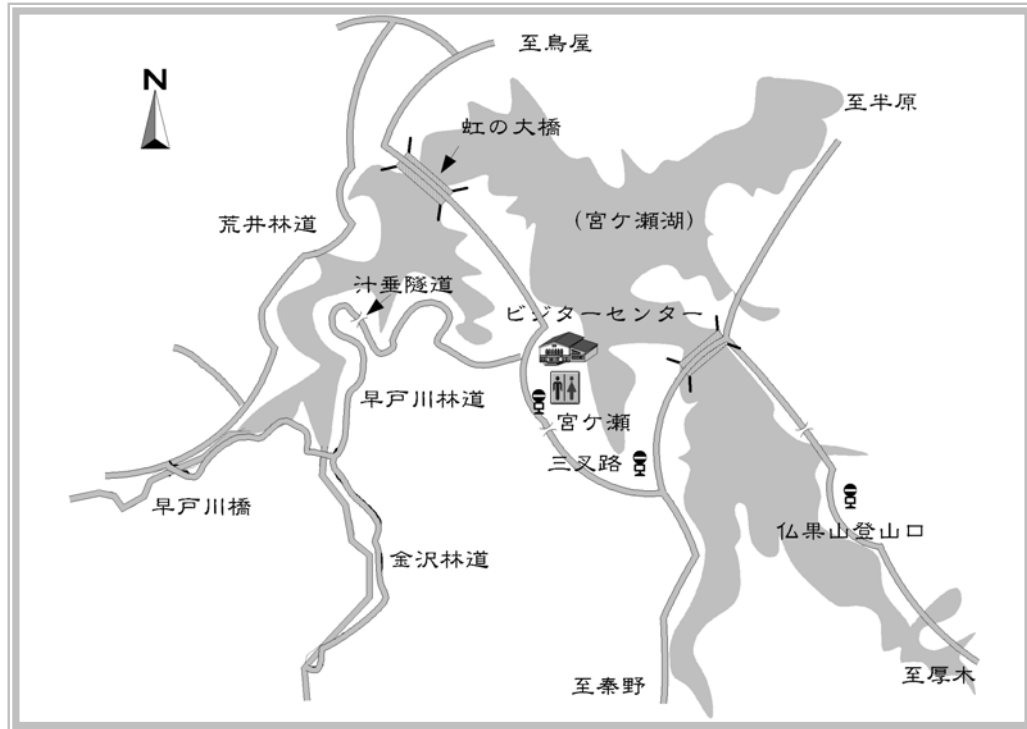 至鳥屋
N
至半原
虹の大橋
荒井林道
(宮ケ瀬湖)
汁垂隧道
ビジターセンター
早戸川林道
宮ケ瀬
三叉路
早戸川橋
仏果山登山口
金沢林道
至秦野
至厚木